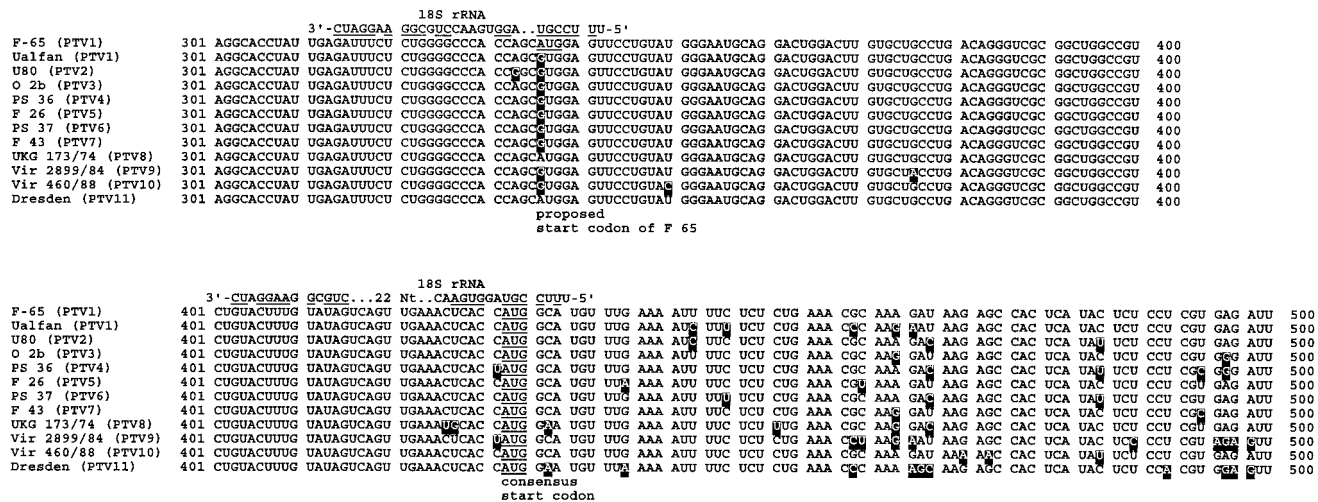 18S rRNA
3'-CUAGGAA GGCGUCCAAGUGGA..UGCCU UU-5'
F-65 (PTV1) 301 AGGCACCUAU UGAGAUUUCU CUGGGGCCCA CCAGCAUGGA GUUCCUGUAU GGGAAUGCAG GACUGGACUU GUGCUGCCUG ACAGGGUCGC GGCUGGCCGU 400
Ualfan (PTV1) 301 AGGCACCUAU UGAGAUUUCU CUGGGGCCCA CCAGCGUGGA GUUCCUGUAU GGGAAUGCAG GACUGGACUU GUGCUGCCUG ACAGGGUCGC GGCUGGCCGU 400
U80 (PTV2) 301 AGGCACCUAU UGAGAUUUCU CUGGGGCCCA CCGGCGUGGA GUUCCUGUAU GGGAAUGCAG GACUGGACUU GUGCUGCCUG ACAGGGUCGC GGCUGGCCGU 400
O 2b (PTV3) 301 AGGCACCUAU UGAGAUUUCU CUGGGGCCCA CCAGCGUGGA GUUCCUGUAU GGGAAUGCAG GACUGGACUU GUGCUGCCUG ACAGGGUCGC GGCUGGCCGU 400
PS 36 (PTV4) 301 AGGCACCUAU UGAGAUUUCU CUGGGGCCCA CCAGCGUGGA GUUCCUGUAU GGGAAUGCAG GACUGGACUU GUGCUGCCUG ACAGGGUCGC GGCUGGCCGU 400
F 26 (PTV5) 301 AGGCACCUAU UGAGAUUUCU CUGGGGCCCA CCAGCGUGGA GUUCCUGUAU GGGAAUGCAG GACUGGACUU GUGCUGCCUG ACAGGGUCGC GGCUGGCCGU 400
PS 37 (PTV6) 301 AGGCACCUAU UGAGAUUUCU CUGGGGCCCA CCAGCGUGGA GUUCCUGUAU GGGAAUGCAG GACUGGACUU GUGCUGCCUG ACAGGGUCGC GGCUGGCCGU 400
F 43 (PTV7) 301 AGGCACCUAU UGAGAUUUCU CUGGGGCCCA CCAGCGUGGA GUUCCUGUAU GGGAAUGCAG GACUGGACUU GUGCUGCCUG ACAGGGUCGC GGCUGGCCGU 400
UKG 173/74 (PTV8) 301 AGGCACCUAU UGAGAUUUCU CUGGGGCCCA CCAGCAUGGA GUUCCUGUAU GGGAAUGCAG GACUGGACUU GUGCUGCCUG ACAGGGUCGC GGCUGGCCGU 400
Vir 2899/84 (PTV9) 301 AGGCACCUAU UGAGAUUUCU CUGGGGCCCA CCAGCGUGGA GUUCCUGUAU GGGAAUGCAG GACUGGACUU GUGCUACCUG ACAGGGUCGC GGCUGGCCGU 400
Vir 460/88 (PTV10) 301 AGGCACCUAU UGAGAUUUCU CUGGGGCCCA CCAGCGUGGA GUUCCUGUAC GGGAAUGCAG GACUGGACUU GUGCUGCCUG ACAGGGUCGC GGCUGGCCGU 400
Dresden (PTV11) 301 AGGCACCUAU UGAGAUUUCU CUGGGGCCCA CCAGCAUGGA GUUCCUGUAU GGGAAUGCAG GACUGGACUU GUGCUGCCUG ACAGGGUCGC GGCUGGCCGU 400
proposed
start codon of F 65
18S rRNA
3'-CUAGGAAG GCGUC...22 Nt..CAAGUGGAUGC CUUU-5'
F-65 (PTV1) 401 CUGUACUUUG UAUAGUCAGU UGAAACUCAC CAUG GCA UGU UUG AAA AUU UUC UCU CUG AAA CGC AAA GAU AAG AGC CAC UCA UAC UCU CCU CGU GAG AUU 500
Ualfan (PTV1) 401 CUGUACUUUG UAUAGUCAGU UGAAACUCAC CAUG GCA UGU UUG AAA AUC UUU UCU CUG AAA CCC AAG AAU AAG AGC CAC UCA UAC UCU CCU CGU GAG AUU 500
U80 (PTV2) 401 CUGUACUUUG UAUAGUCAGU UGAAACUCAC CAUG GCA UGU UUG AAA AUC UUC UCU CUG AAA CGC AAA GAC AAG AGC CAC UCA UAU UCU CCU CGU GAG AUU 500
O 2b (PTV3) 401 CUGUACUUUG UAUAGUCAGU UGAAACUCAC CAUG GCA UGU UUG AAA AUU UUC UCU CUG AAA CGC AAG GAU AAG AGC CAC UCA UAC UCU CCU CGU GGG AUU 500
PS 36 (PTV4) 401 CUGUACUUUG UAUAGUCAGU UGAAACUCAC UAUG GCA UGU UUG AAA AUU UUC UCU CUG AAA CGC AAA GAC AAG AGC CAC UCA UAU UCU CCU CGC GGG AUU 500
F 26 (PTV5) 401 CUGUACUUUG UAUAGUCAGU UGAAACUCAC CAUG GCA UGU UUA AAA AUU UUC UCU CUG AAA CGU AAA GAU AAG AGC CAC UCA UAC UCU CCU CGU GAG AUU 500
PS 37 (PTV6) 401 CUGUACUUUG UAUAGUCAGU UGAAACUCAC CAUG GCA UGU UUG AAA AUU UUU UCU CUG AAA CGC AAA GAC AAG AGC CAC UCA UAU UCU CCU CGU GAG AUU 500
F 43 (PTV7) 401 CUGUACUUUG UAUAGUCAGU UGAAACUCAC CAUG GCA UGU UUG AAA AUU UUC UCU CUG AAA CGC AAG GAU AAG AGC CAC UCA UAC UCU CCU CGC GAG AUU 500
UKG 173/74 (PTV8) 401 CUGUACUUUG UAUAGUCAGU UGAAAUGCAC CAUG GAA UGU UUG AAA AUU UUC UCU UUG AAA CGC AAG GAC AAG AGC CAC UCA UAC UCU CCU CGU GAG AUU 500
Vir 2899/84 (PTV9) 401 CUGUACUUUG UAUAGUCAGU UGAAACUCAC UAUG GCA UGU UUG AAA AUU UUC UCU CUG AAA CCU AAG AAU AAG AGC CAC UCA UAC UCC CCU CGU AGA GUU 500
Vir 460/88 (PTV10) 401 CUGUACUUUG UAUAGUCAGU UGAAACUCAC CAUG GCA UGU UUG AAA AUU UUC UCU CUG AAA CGC AAA GAU AAA AAC CAC UCA UAU UCU CCU CGU GAG AUU 500
Dresden (PTV11) 401 CUGUACUUUG UAUAGUCAGU UGAAACUCAC CAUG GAA UGU UUA AAA AUU UUC UCU CUG AAA CCC AAA AGC AAG AGC CAC UCA UAC UCU CCA CGU GGA GUU 500
consensus
start codon